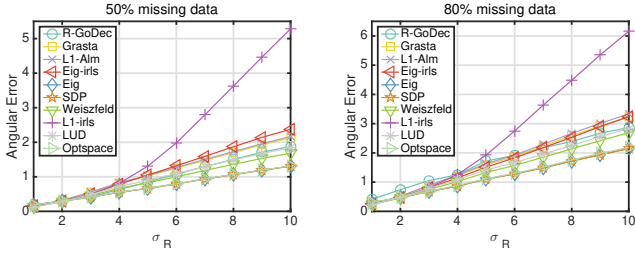 50% missing data
Angular Error
5
4
3
2
1
0
R-GoDec
Grasta
L1-Alm
Eig-irls
Eig
SDP
Weiszfeld
L1-irls
LUD
Optspace
2 4 6 8 10
σ R
80% missing data
Angular Error
6
5
4
3
2
1
0
R-GoDec
Grasta
L1-Alm
Eig-irls
Eig
SDP
Weiszfeld
L1-irls
LUD
Optspace
2 4 6 8 10
σ R